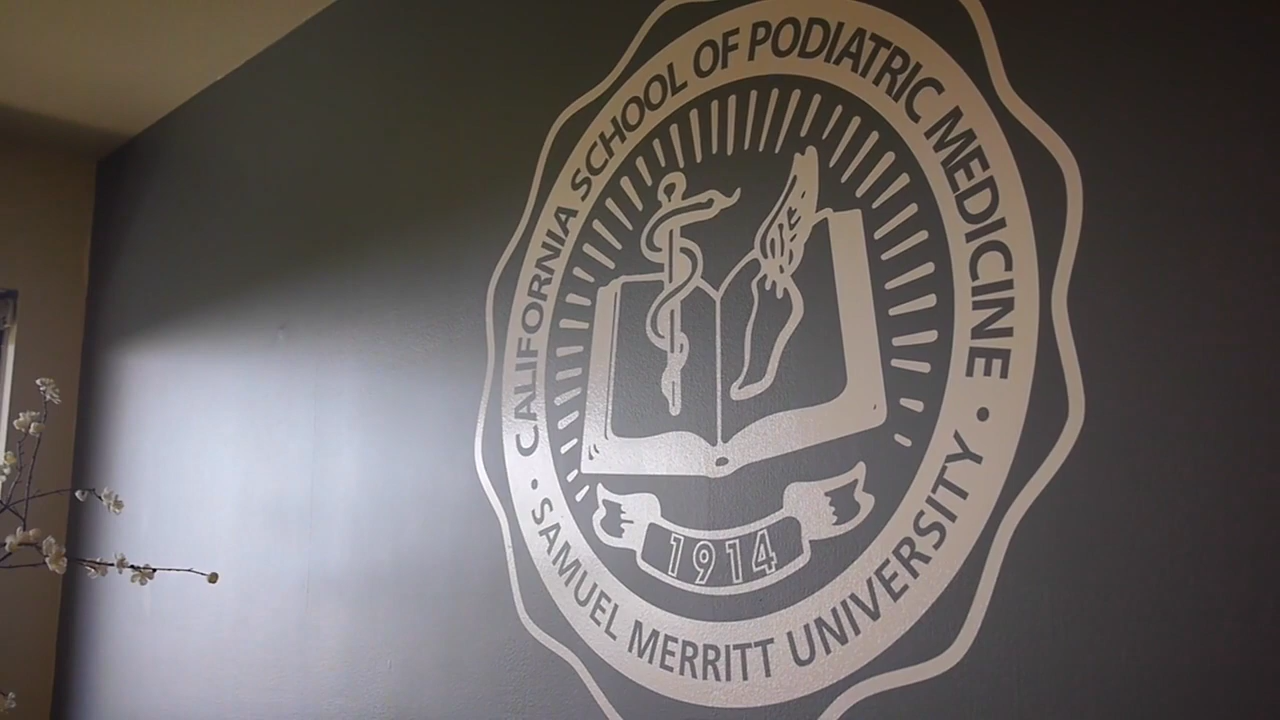 CALIFORNIA SCHOOL OF PODIATRIC MEDICINE
• SAMUEL MERRITT UNIVERSITY •
1914